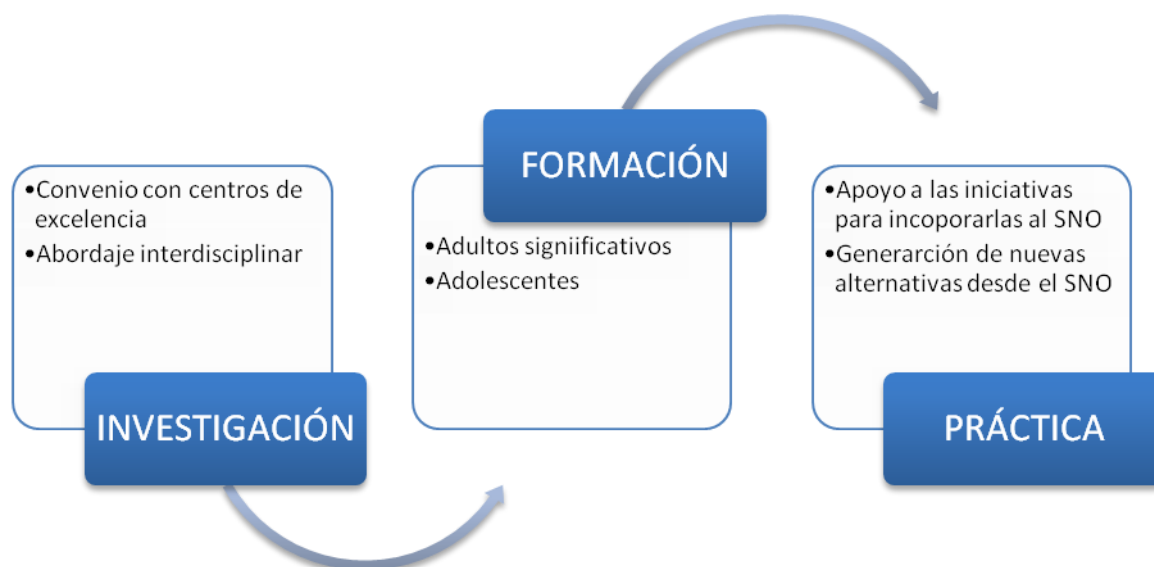 •Convenio con centros de
excelencia
•Abordaje interdisciplinar
INVESTIGACIÓN
FORMACIÓN
•Adultos signiificativos
•Adolescentes
•Apoyo a las iniciativas
para incoporarlas al SNO
•Generarción de nuevas
alternativas desde el SNO
PRÁCTICA